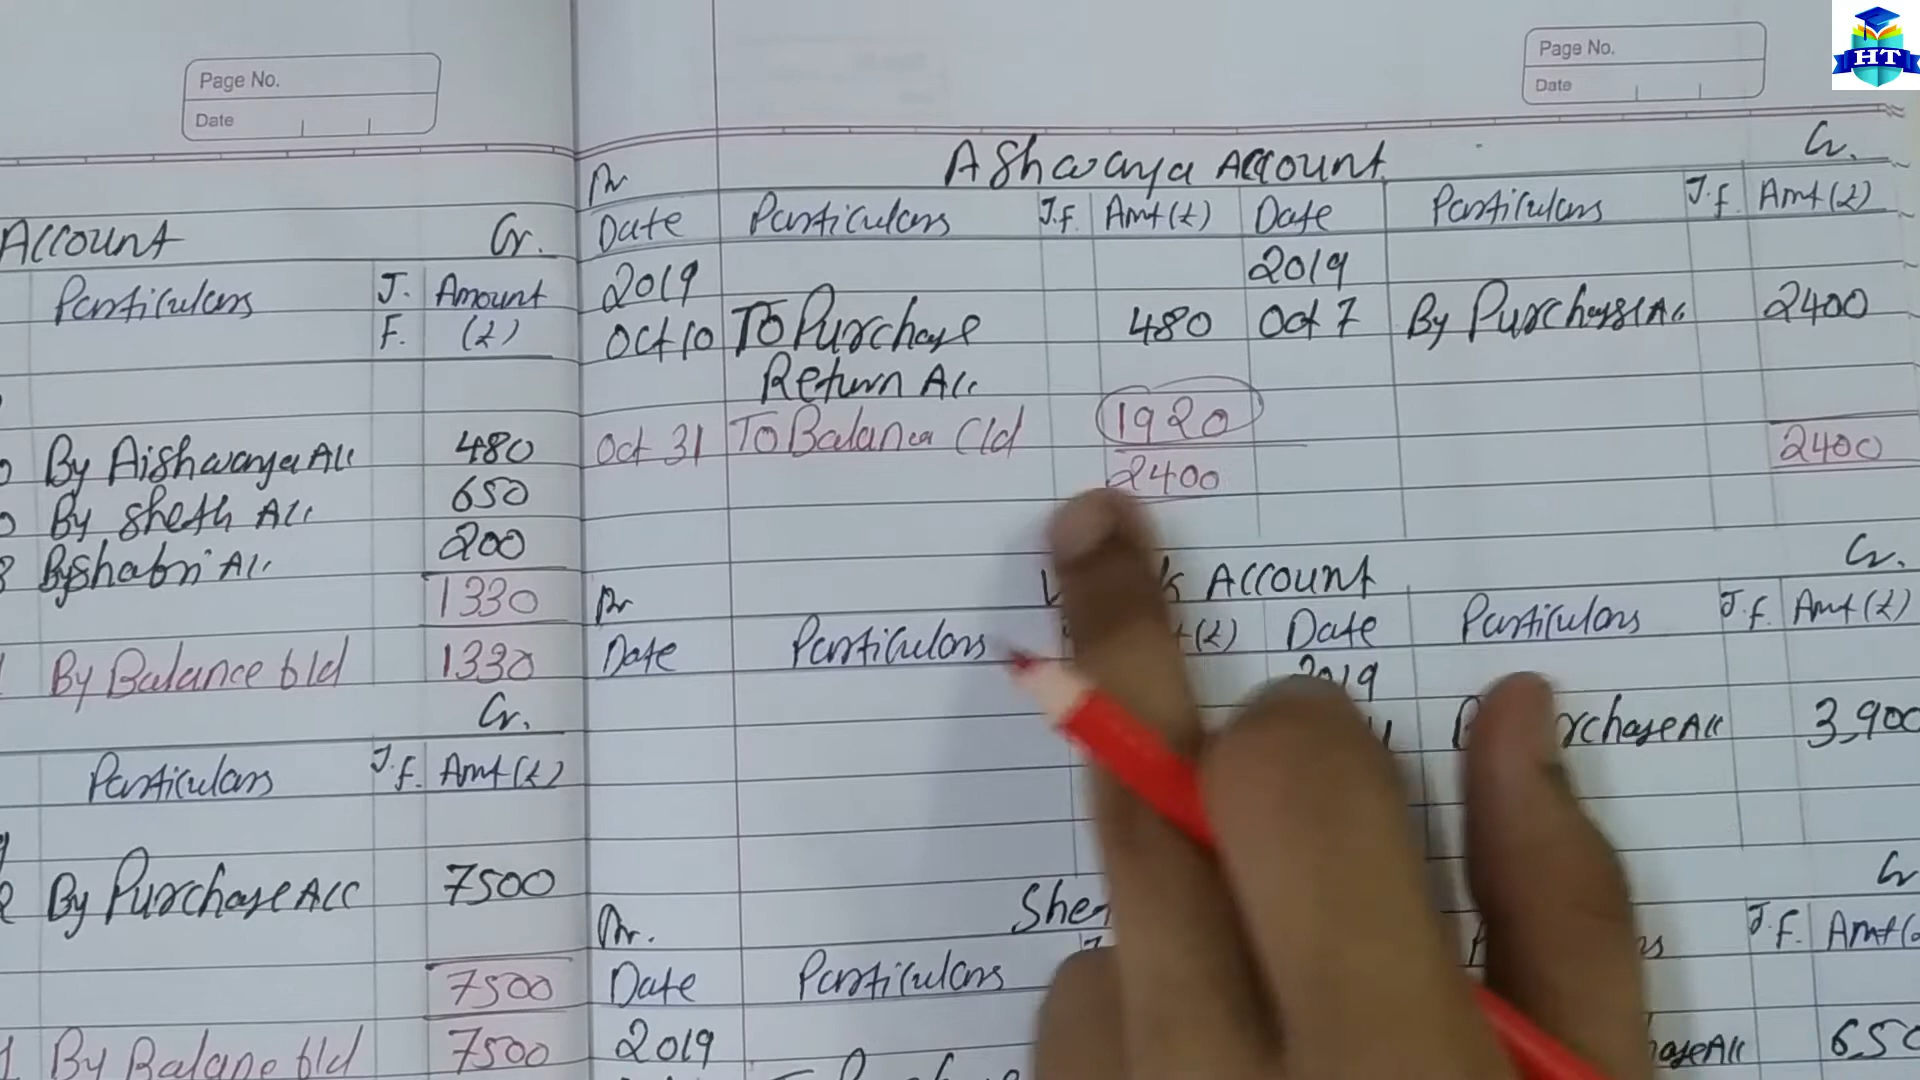 HT
Page No.
Date
Account Cr.
Particulars J. F. Amount (₹)
By Aishwarya A/c 480
By Sheth A/c 650
By Shabri A/c 200
1330
By Balance b/d 1330
Cr.
Particulars J.F. Amt (₹)
By Purchase A/c 7500
7500
By Balane b/d 7500
Page No.
Date
Ashwarya Account
Dr Cr.
Date Particulars J.f. Amt (₹) Date Particulars J.f. Amt (₹)
2019 2019
Oct 10 To Purchase 480 Oct 7 By Purchase A/c 2400
Return A/c
Oct 31 To Balance C/d 1920 2400
2400
Account
Dr Cr.
Date Particulars (₹) Date Particulars J.f. Amt (₹)
3,900
Dr. Cr
Date Particulars J.F.
2019